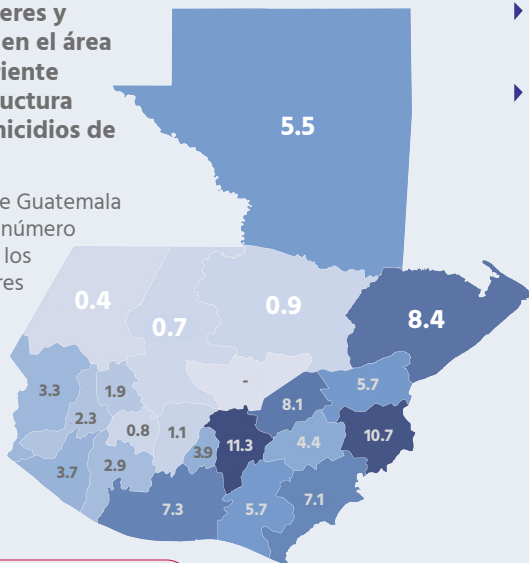 eres y
en el área
iente
uctura
nicidios de
e Guatemala
número
los
res
5.5
0.4
0.7
0.9
8.4
3.3
1.9
-
5.7
8.1
2.3
0.8
1.1
3.9
11.3
4.4
10.7
3.7
2.9
7.3
5.7
7.1